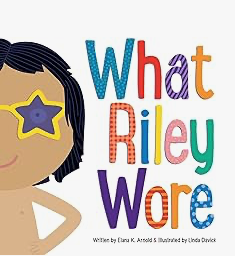 What
Riley
Wore
Written by Elana K. Arnold & Illustrated by Linda Davick